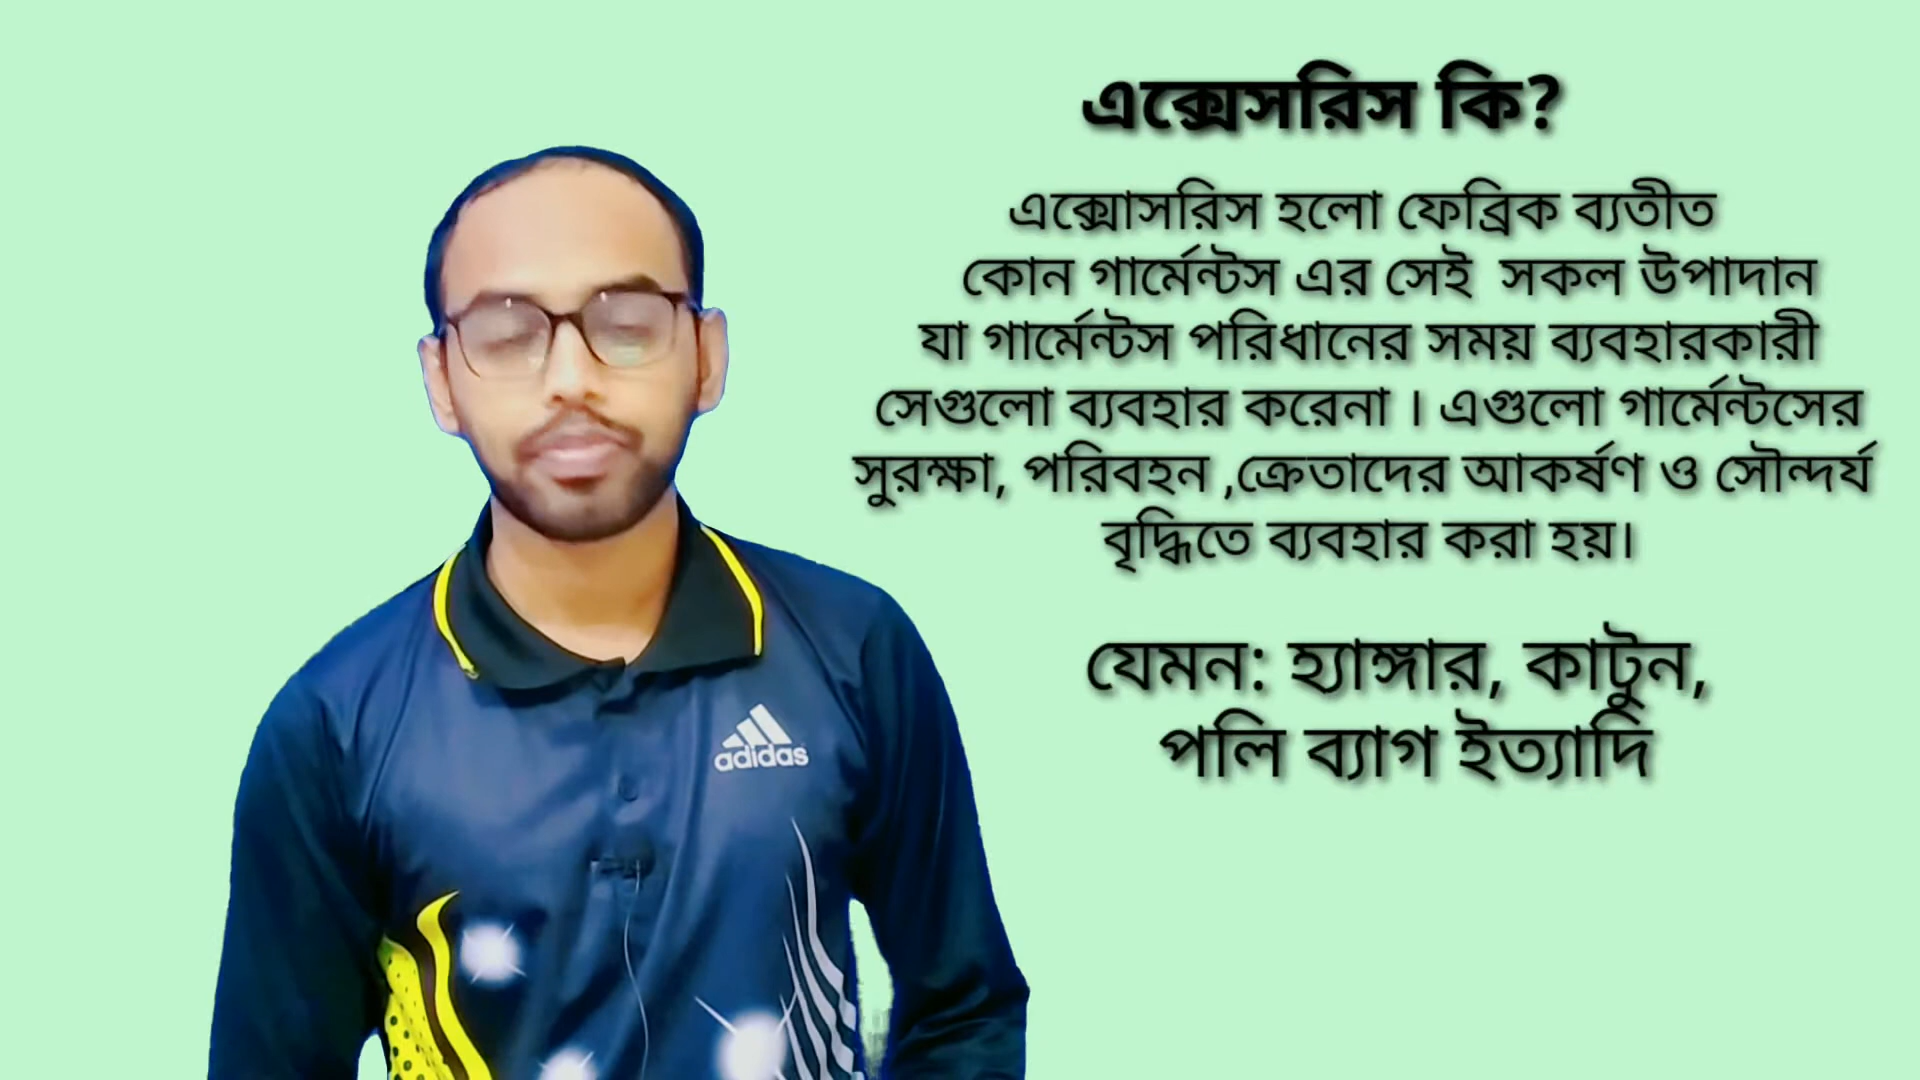 এক্সেসরিস কি?
এক্সোসরিস হলো ফেব্রিক ব্যতীত
কোন গার্মেন্টস এর সেই সকল উপাদান
যা গার্মেন্টস পরিধানের সময় ব্যবহারকারী
সেগুলো ব্যবহার করেনা । এগুলো গার্মেন্টসের
সুরক্ষা, পরিবহন ,ক্রেতাদের আকর্ষণ ও সৌন্দর্য
বৃদ্ধিতে ব্যবহার করা হয়।
যেমন: হ্যাঙ্গার, কার্টুন,
পলি ব্যাগ ইত্যাদি
adidas